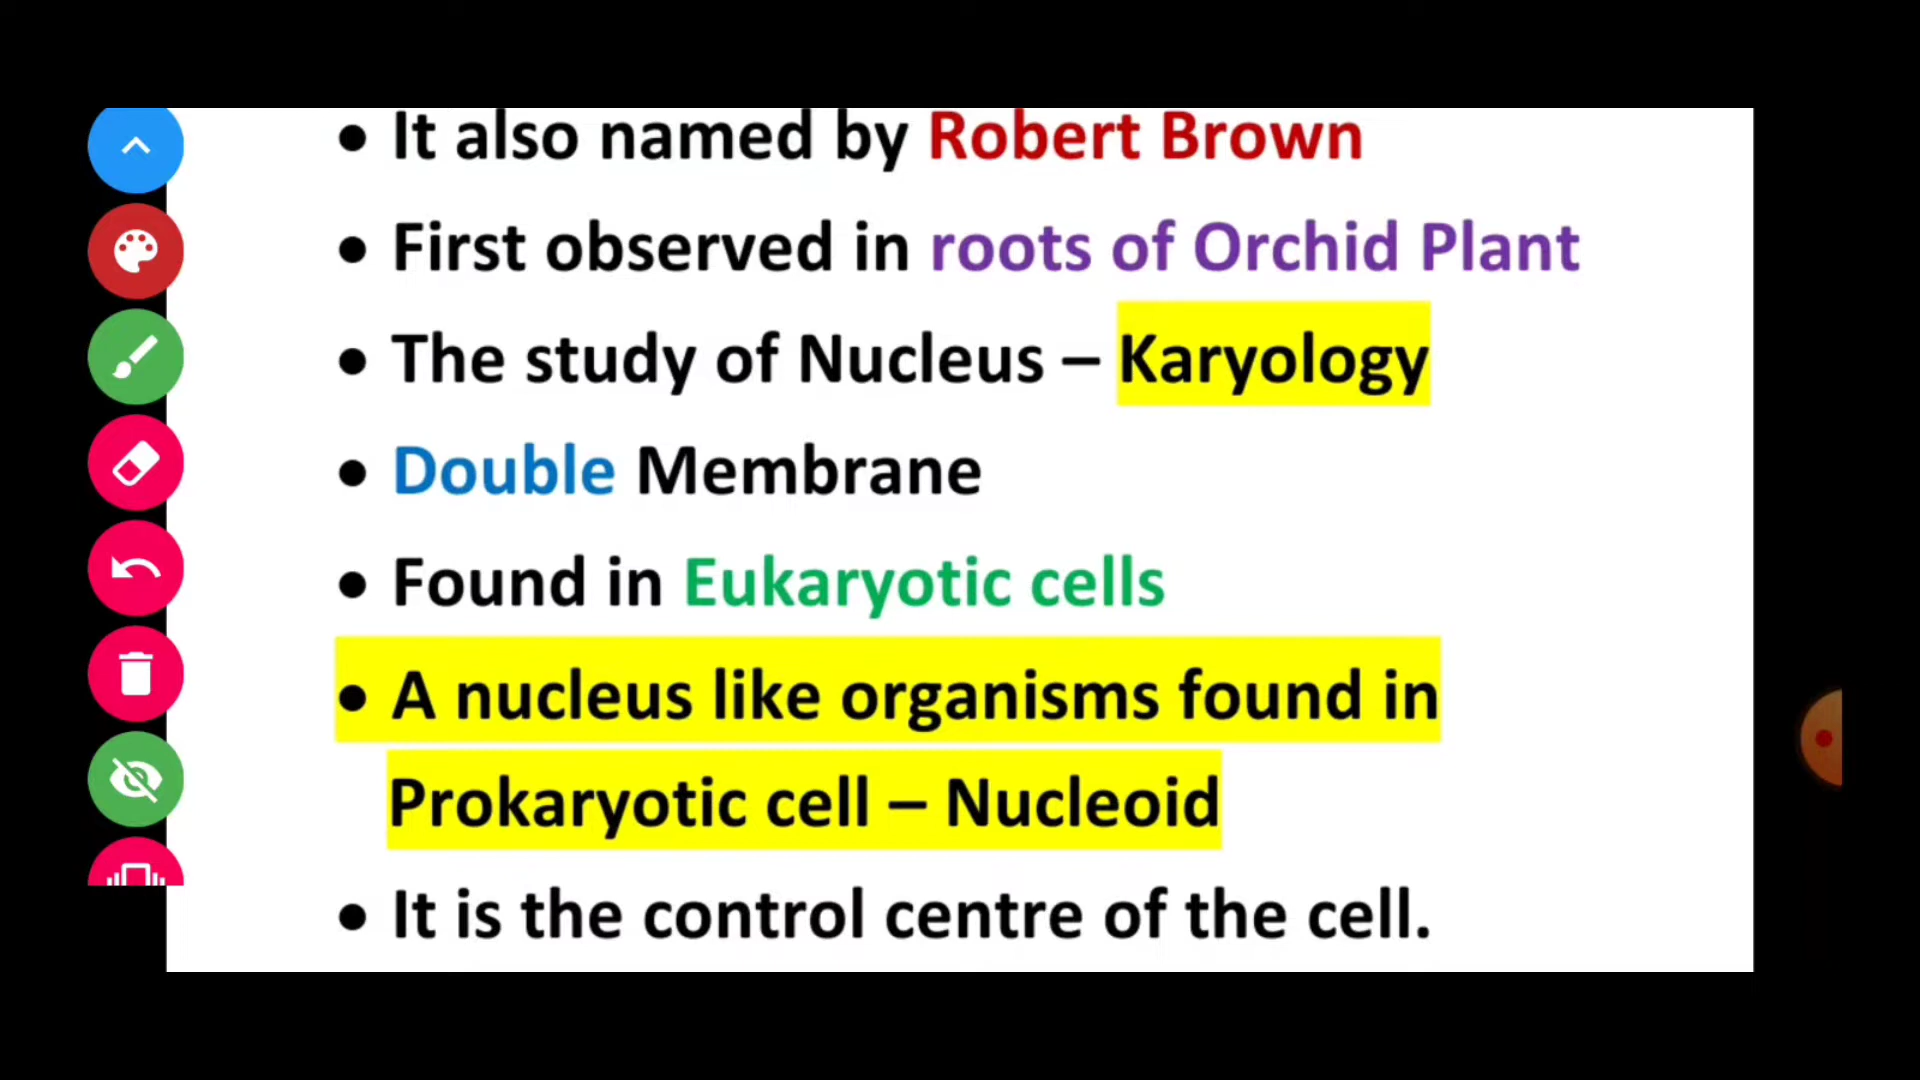 • It also named by Robert Brown
• First observed in roots of Orchid Plant
• The study of Nucleus – Karyology
• Double Membrane
• Found in Eukaryotic cells
• A nucleus like organisms found in
Prokaryotic cell – Nucleoid
• It is the control centre of the cell.